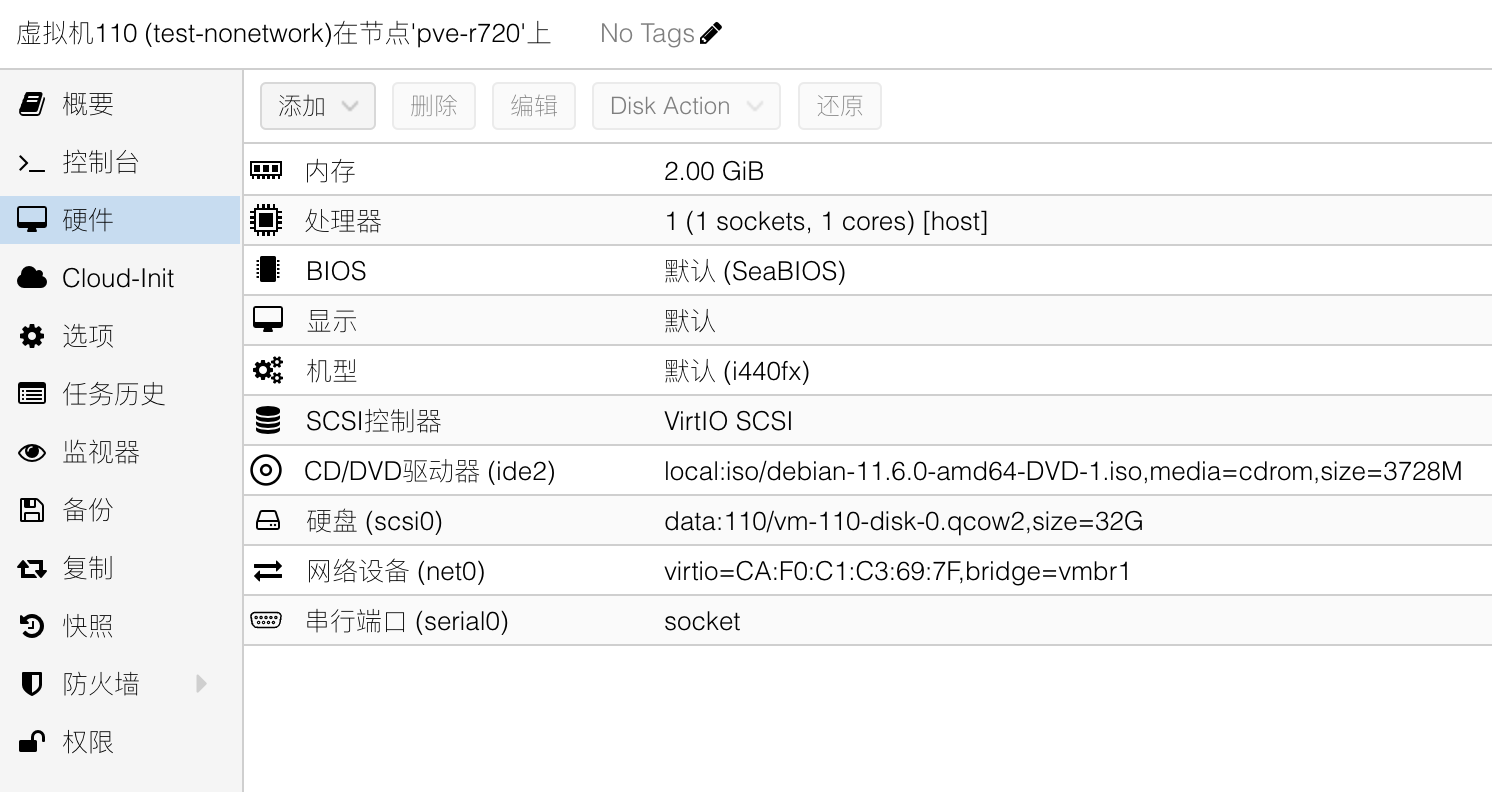 虚拟机110 (test-nonetwork)在节点'pve-r720'上 No Tags
概要
控制台
硬件
Cloud-Init
选项
任务历史
监视器
备份
复制
快照
防火墙
权限
添加 删除 编辑 Disk Action 还原
内存 2.00 GiB
处理器 1 (1 sockets, 1 cores) [host]
BIOS 默认 (SeaBIOS)
显示 默认
机型 默认 (i440fx)
SCSI控制器 VirtIO SCSI
CD/DVD驱动器 (ide2) local:iso/debian-11.6.0-amd64-DVD-1.iso,media=cdrom,size=3728M
硬盘 (scsi0) data:110/vm-110-disk-0.qcow2,size=32G
网络设备 (net0) virtio=CA:F0:C1:C3:69:7F,bridge=vmbr1
串行端口 (serial0) socket